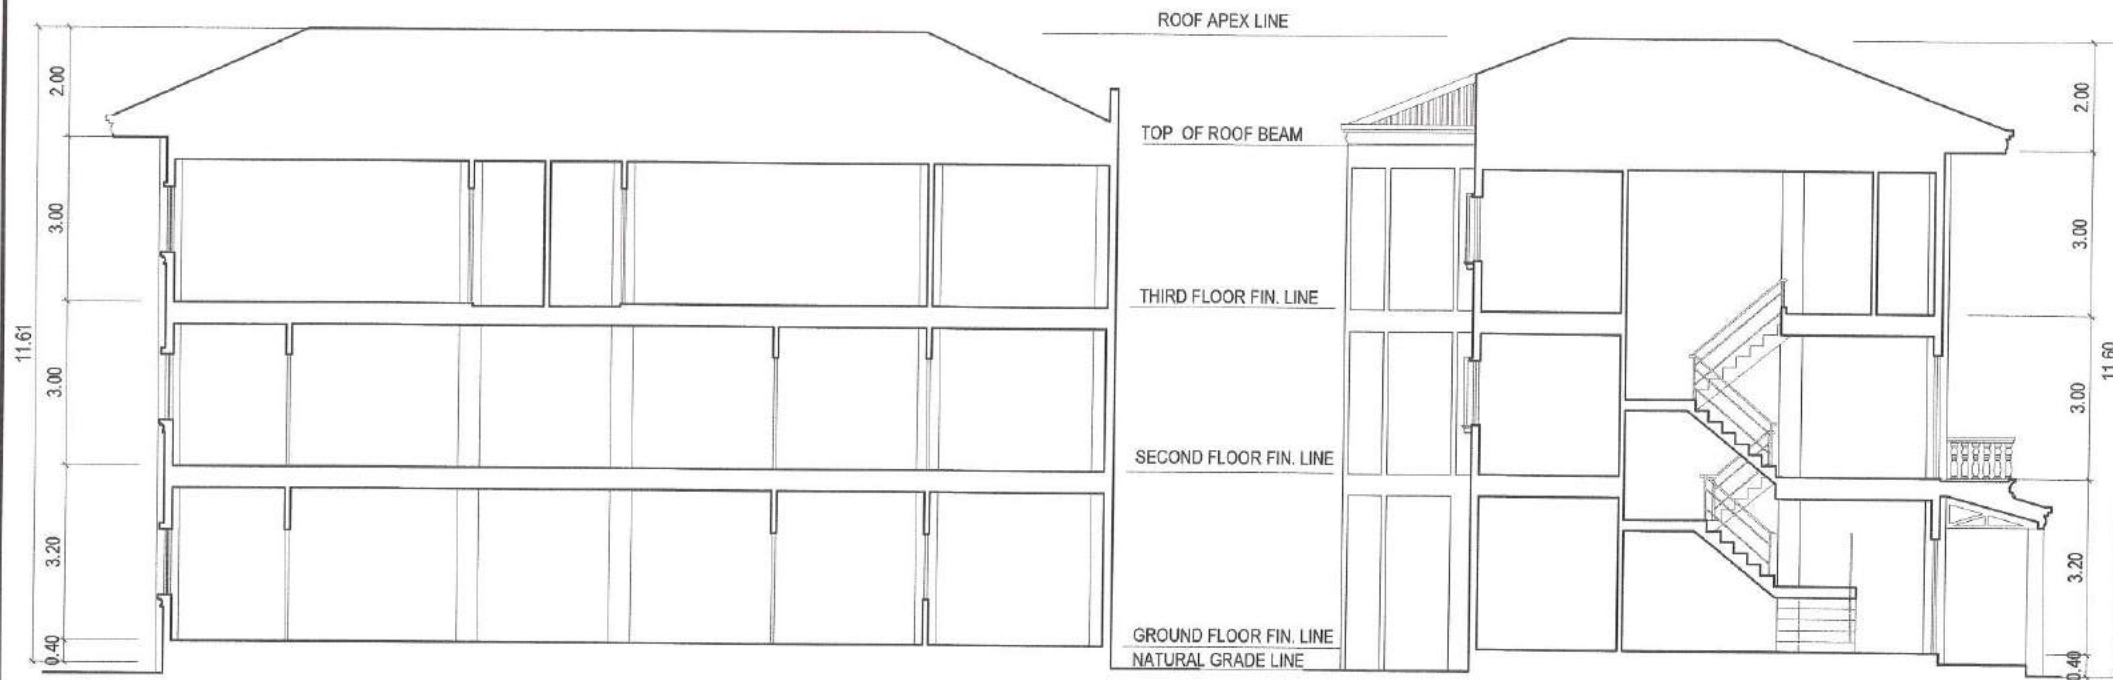 ROOF APEX LINE
2.00
2.00
TOP OF ROOF BEAM
3.00
3.00
THIRD FLOOR FIN. LINE
11.61
11.60
3.00
3.00
SECOND FLOOR FIN. LINE
3.20
3.20
GROUND FLOOR FIN. LINE
0.40
NATURAL GRADE LINE
0.40